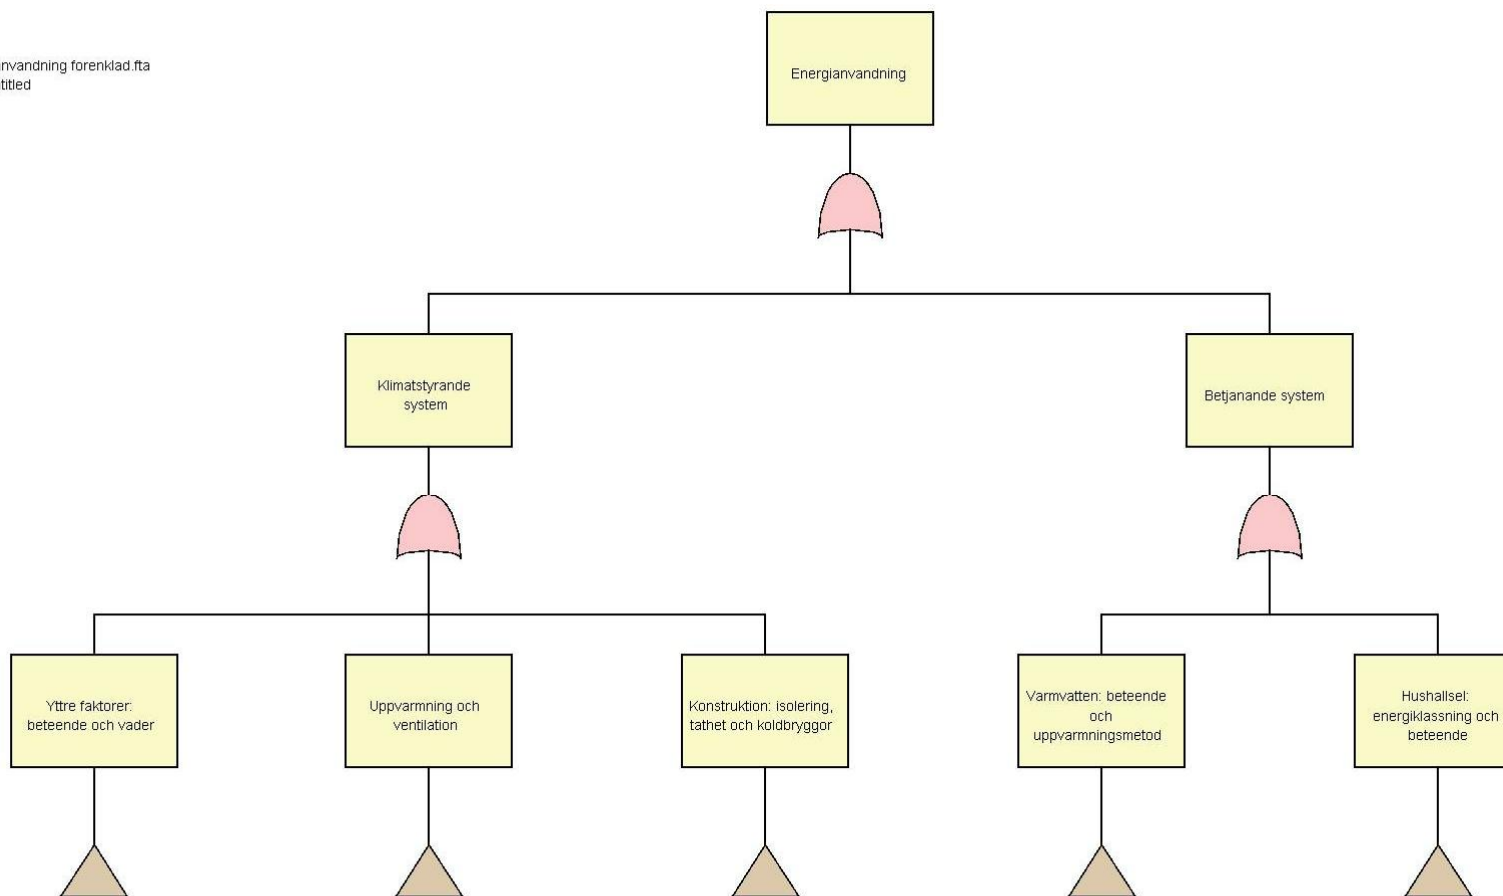 nvandning forenklad.fta
titled
Energianvandning
Klimatstyrande
system
Betjanande system
Yttre faktorer:
beteende och vader
Uppvarmning och
ventilation
Konstruktion: isolering,
tathet och koldbryggor
Varmvatten: beteende
och
uppvarmningsmetod
Hushallsel:
energiklassning och
beteende